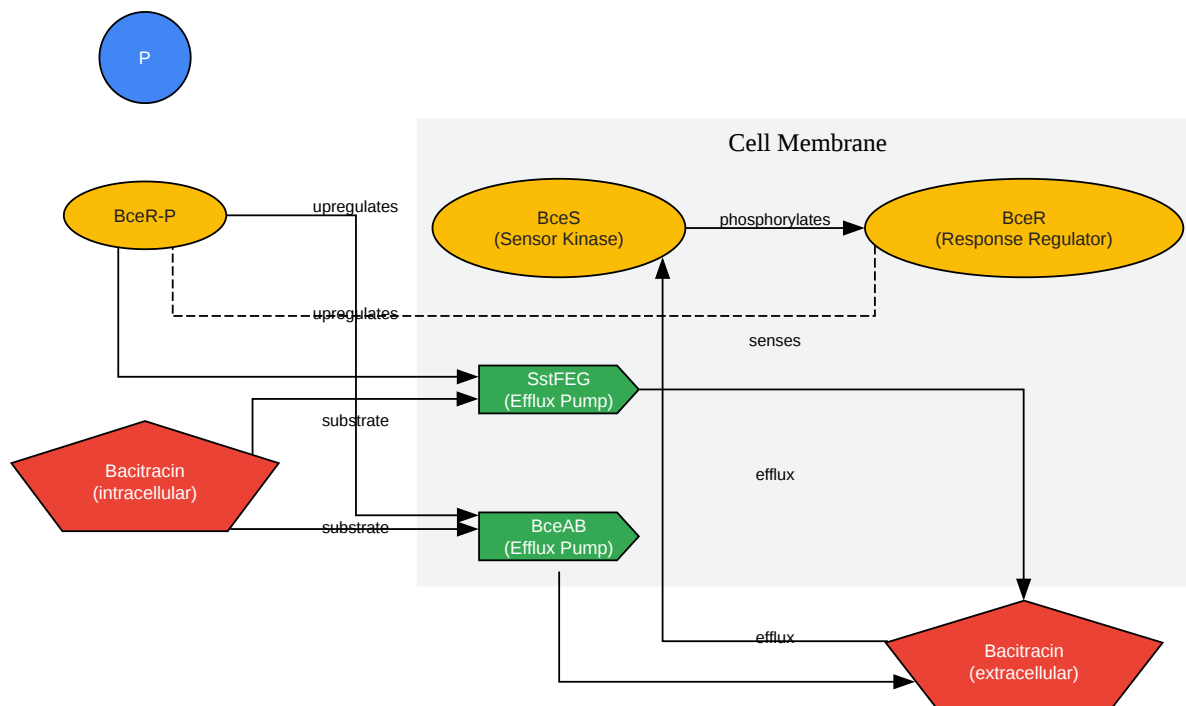 P
Cell Membrane
BceR-P
upregulates
BceS
(Sensor Kinase)
phosphorylates
BceR
(Response Regulator)
upregulates
senses
SstFEG
(Efflux Pump)
substrate
Bacitracin
(intracellular)
efflux
substrate
BceAB
(Efflux Pump)
efflux
Bacitracin
(extracellular)